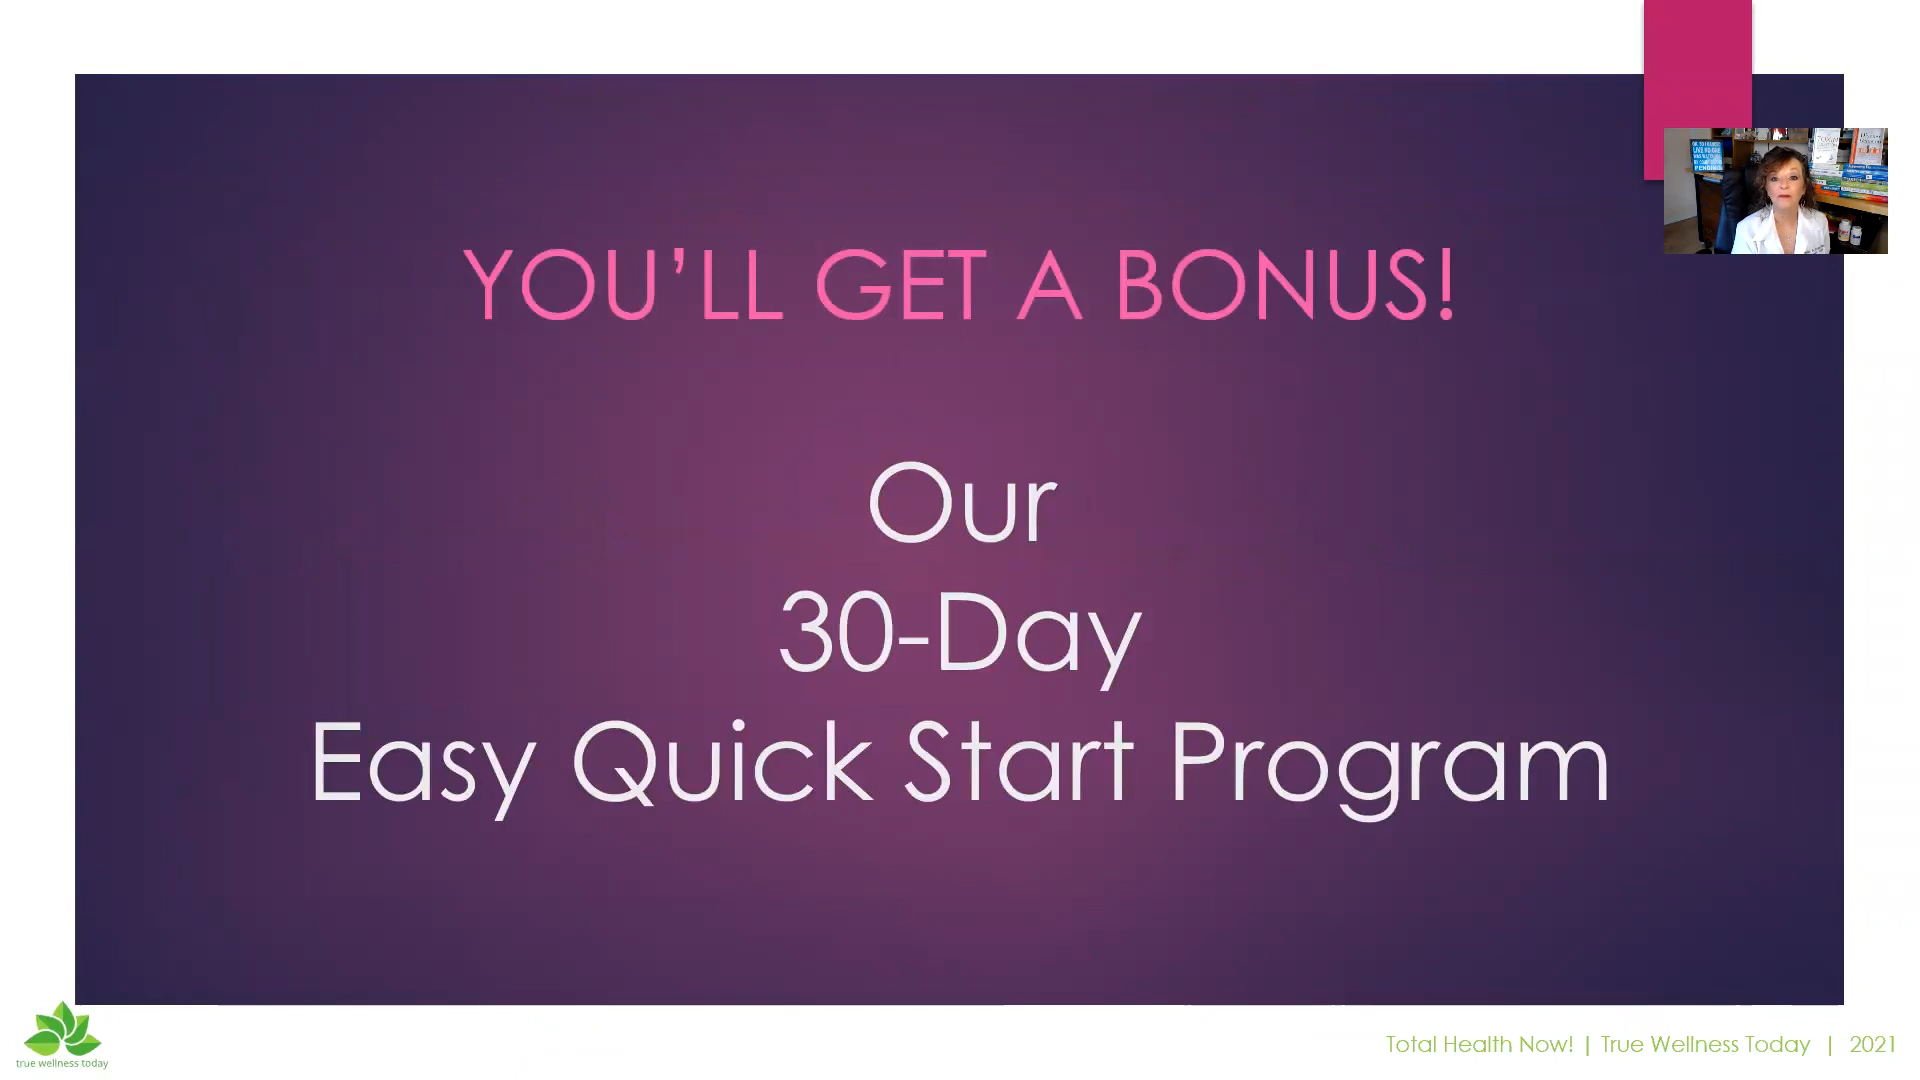 YOU’LL GET A BONUS!
Our
30-Day
Easy Quick Start Program
true wellness today
Total Health Now! | True Wellness Today | 2021